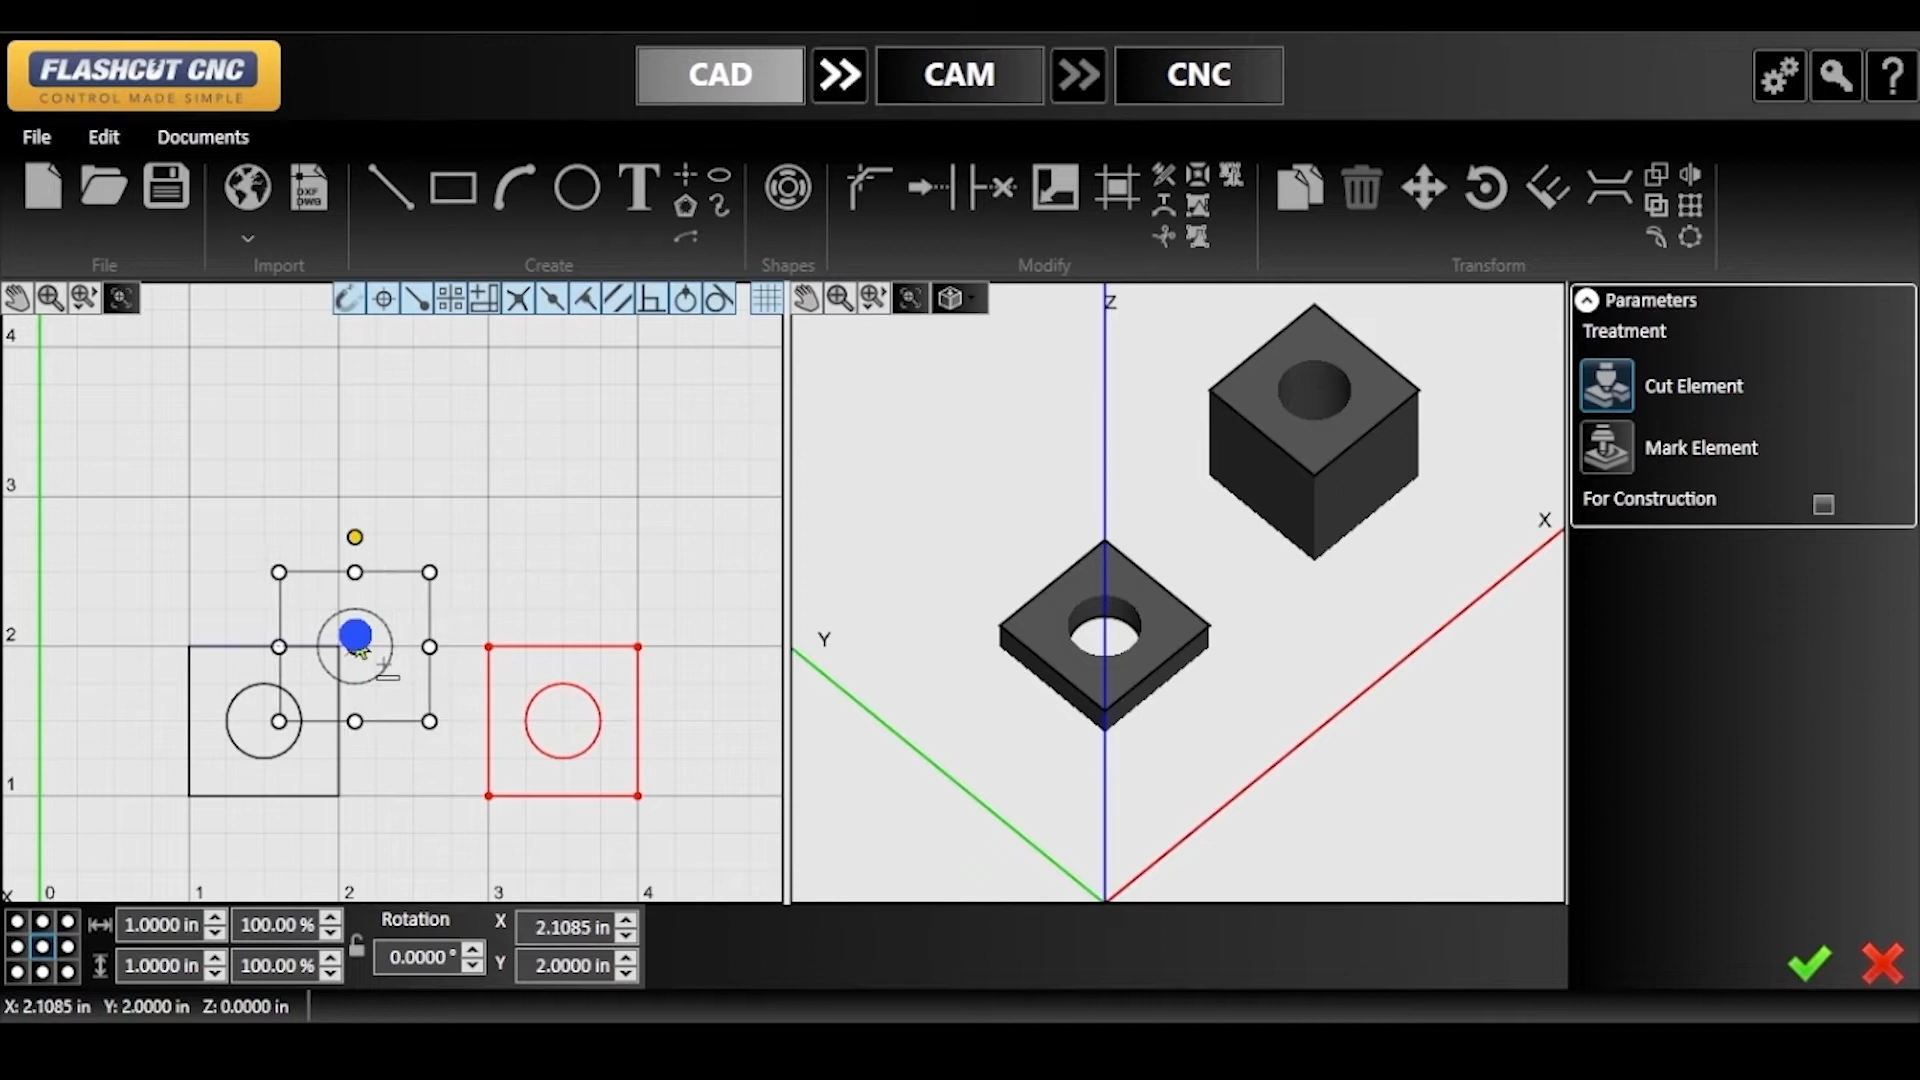 FLASHCUT CNC
CONTROL MADE SIMPLE
CAD
CAM
CNC
?
File Edit Documents
DXF
DWG
T
File Import Create Shapes Modify Transform
Parameters
Treatment
Cut Element
Mark Element
For Construction
4
3
2
1
0 1 2 3 4
X
Z
Y
X
1.0000 in 100.00 % Rotation X 2.1085 in
1.0000 in 100.00 % 0.0000 ° Y 2.0000 in
X: 2.1085 in Y: 2.0000 in Z: 0.0000 in